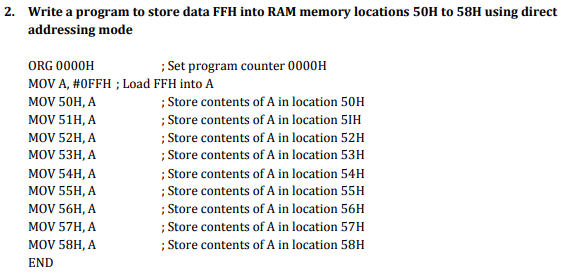 2. Write a program to store data FFH into RAM memory locations 50H to 58H using direct
addressing mode
ORG 0000H ; Set program counter 0000H
MOV A, #0FFH ; Load FFH into A
MOV 50H, A ; Store contents of A in location 50H
MOV 51H, A ; Store contents of A in location 5IH
MOV 52H, A ; Store contents of A in location 52H
MOV 53H, A ; Store contents of A in location 53H
MOV 54H, A ; Store contents of A in location 54H
MOV 55H, A ; Store contents of A in location 55H
MOV 56H, A ; Store contents of A in location 56H
MOV 57H, A ; Store contents of A in location 57H
MOV 58H, A ; Store contents of A in location 58H
END